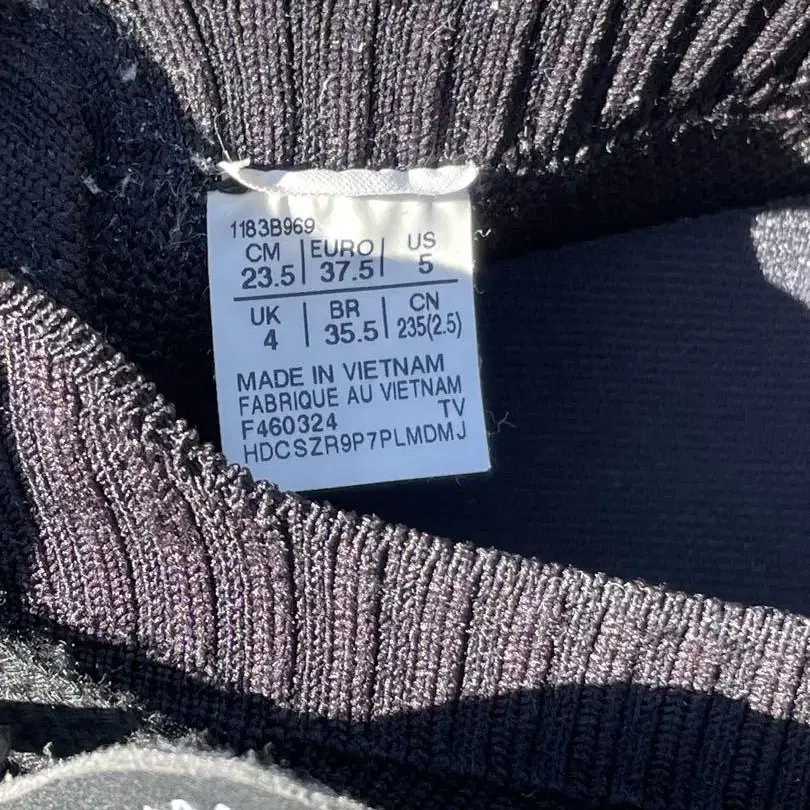 1183B969
CM | EURO | US
23.5 | 37.5 | 5
UK | BR | CN
4 | 35.5 | 235(2.5)
MADE IN VIETNAM
FABRIQUE AU VIETNAM
F460324 TV
HDCSZR9P7PLMDMJ